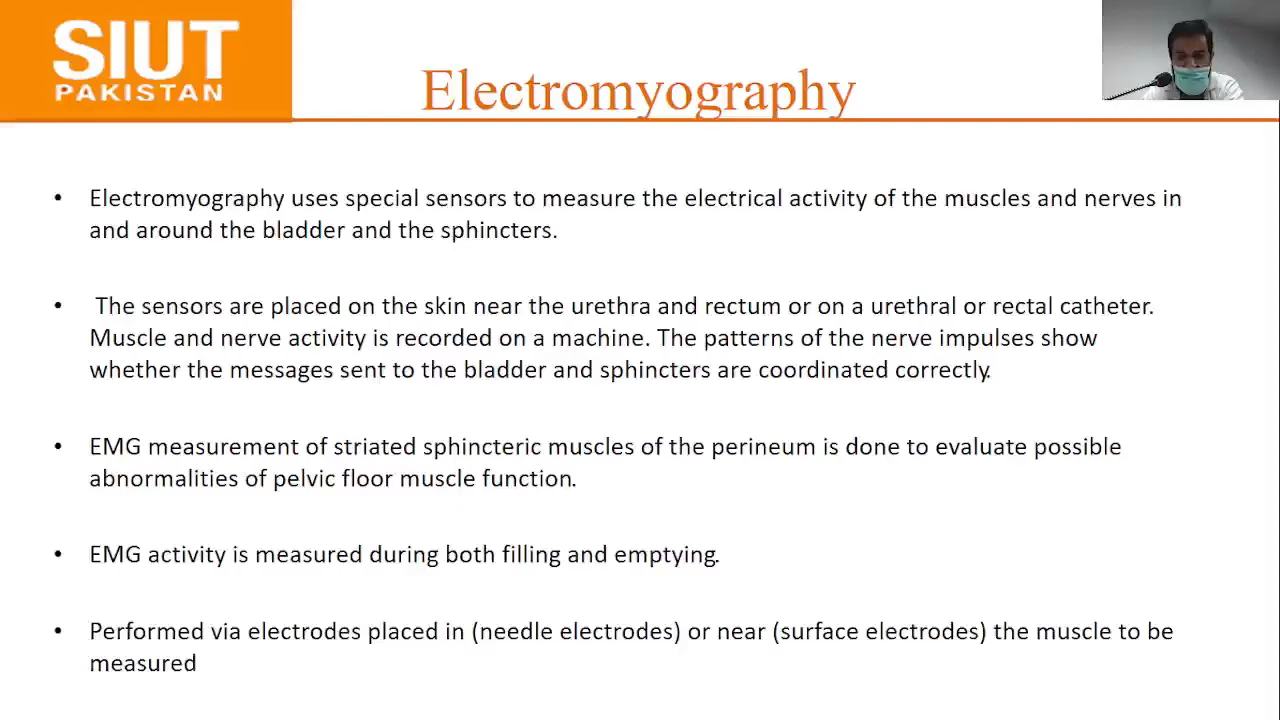 SIUT
PAKISTAN
Electromyography
• Electromyography uses special sensors to measure the electrical activity of the muscles and nerves in
and around the bladder and the sphincters.
• The sensors are placed on the skin near the urethra and rectum or on a urethral or rectal catheter.
Muscle and nerve activity is recorded on a machine. The patterns of the nerve impulses show
whether the messages sent to the bladder and sphincters are coordinated correctly.
• EMG measurement of striated sphincteric muscles of the perineum is done to evaluate possible
abnormalities of pelvic floor muscle function.
• EMG activity is measured during both filling and emptying.
• Performed via electrodes placed in (needle electrodes) or near (surface electrodes) the muscle to be
measured